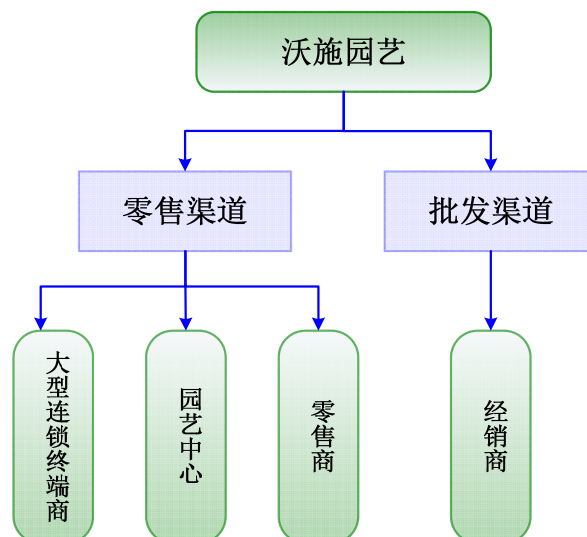 沃施园艺
零售渠道
批发渠道
大型连锁终端商
园艺中心
零售商
经销商